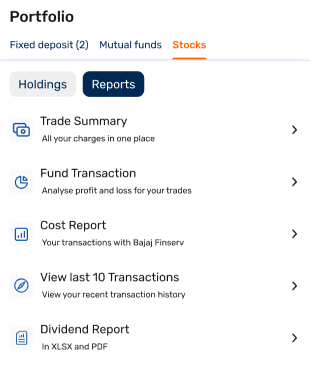 Portfolio
Fixed deposit (2) Mutual funds Stocks
Holdings Reports
Trade Summary
All your charges in one place
Fund Transaction
Analyse profit and loss for your trades
Cost Report
Your transactions with Bajaj Finserv
View last 10 Transactions
View your recent transaction history
Dividend Report
In XLSX and PDF